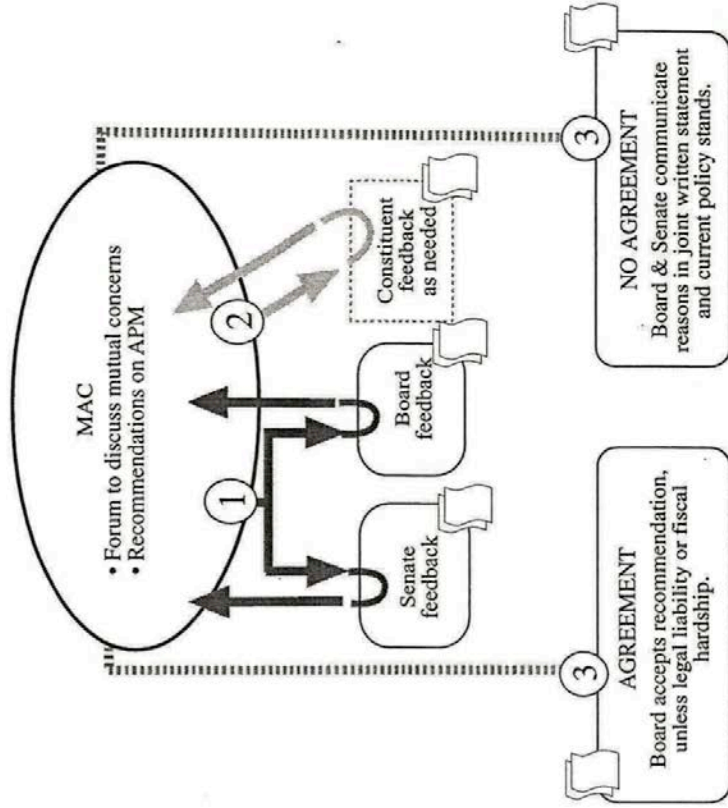 MAC
• Forum to discuss mutual concerns
• Recommendations on APM
1
2
Senate
feedback
Board
feedback
Constituent
feedback
as needed
3
AGREEMENT
Board accepts recommendation,
unless legal liability or fiscal
hardship.
3
NO AGREEMENT
Board & Senate communicate
reasons in joint written statement
and current policy stands.